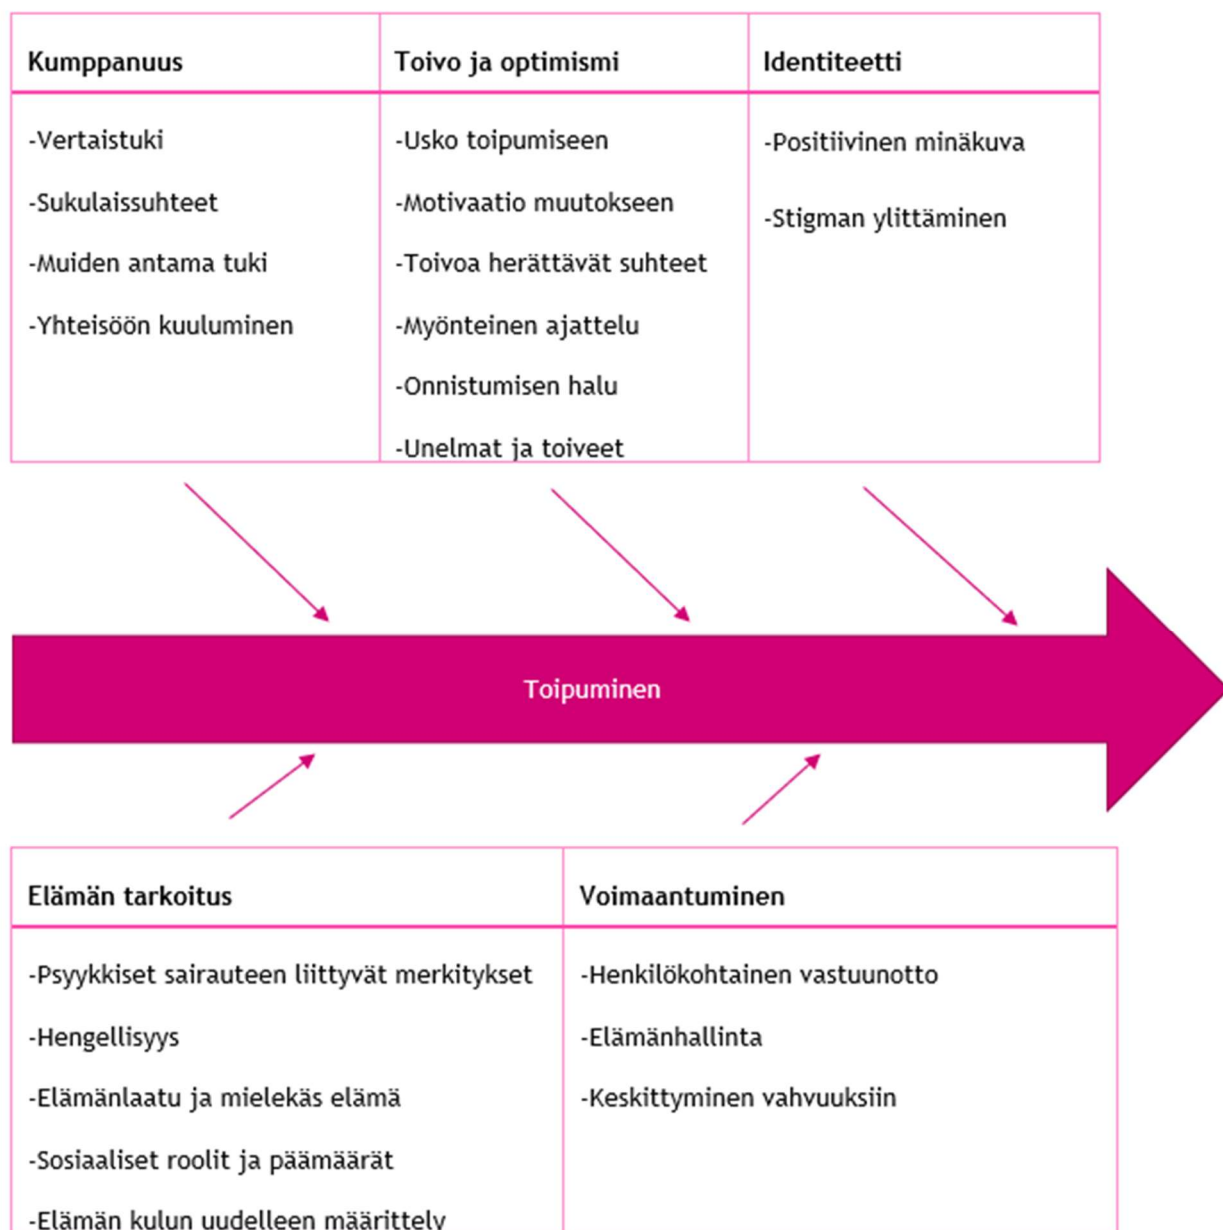 Kumppanuus
-Vertaistuki
-Sukulaissuhteet
-Muiden antama tuki
-Yhteisöön kuuluminen
Toivo ja optimismi
-Usko toipumiseen
-Motivaatio muutokseen
-Toivoa herättävät suhteet
-Myönteinen ajattelu
-Onnistumisen halu
-Unelmat ja toiveet
Identiteetti
-Positiivinen minäkuva
-Stigman ylittäminen
Toipuminen
Elämän tarkoitus
-Psyykkiset sairauteen liittyvät merkitykset
-Hengellisyys
-Elämänlaatu ja mielekäs elämä
-Sosiaaliset roolit ja päämäärät
-Elämän kulun uudelleen määrittely
Voimaantuminen
-Henkilökohtainen vastuunotto
-Elämänhallinta
-Keskittyminen vahvuuksiin